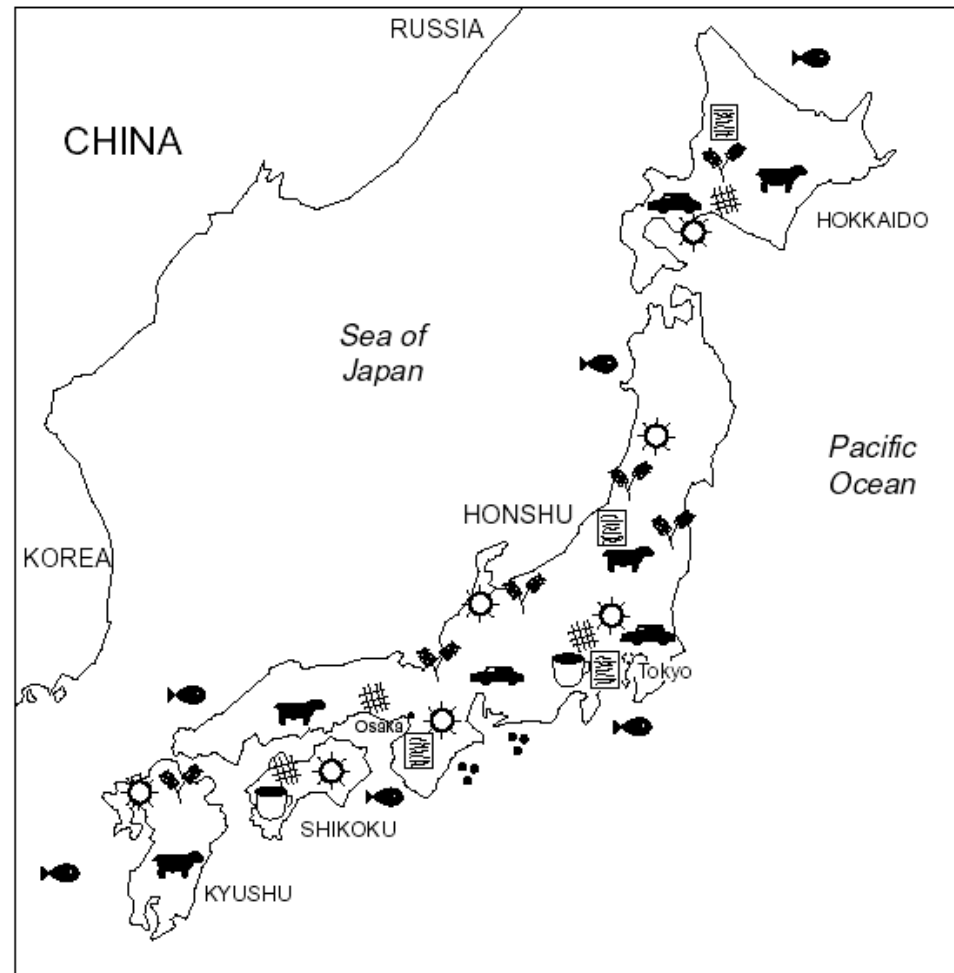 RUSSIA
CHINA
HOKKAIDO
Sea of
Japan
Pacific
Ocean
HONSHU
KOREA
Tokyo
Osaka
SHIKOKU
KYUSHU